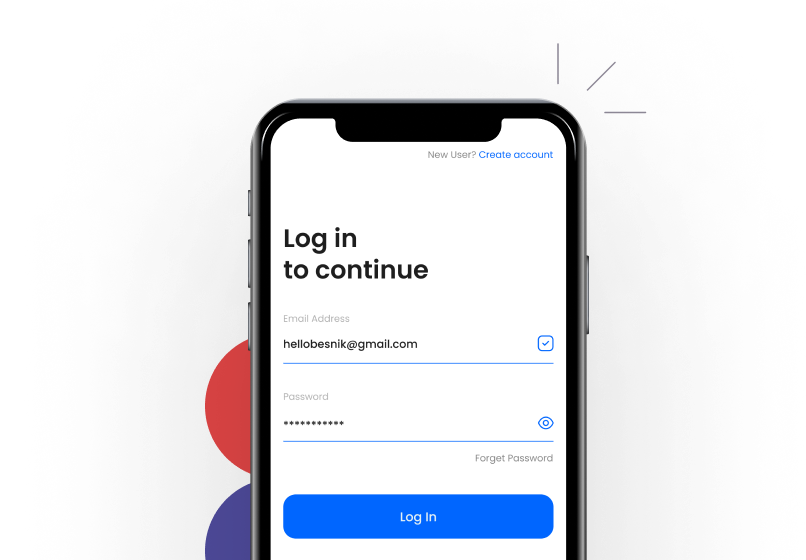 New User? Create account
Log in
to continue
Email Address
hellobesnik@gmail.com
Password
***********
Forget Password
Log In